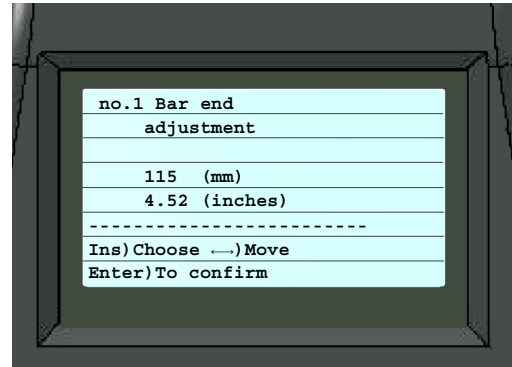 no.1 Bar end
adjustment
115 (mm)
4.52 (inches)
-------------------------
Ins)Choose ←→)Move
Enter)To confirm